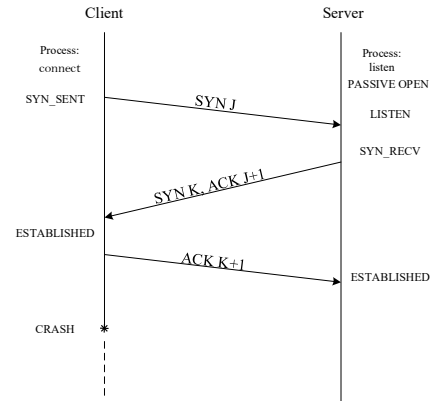 Client
Server
Process:
connect
Process:
listen
PASSIVE OPEN
SYN_SENT
SYN J
LISTEN
SYN_RECV
SYN K, ACK J+1
ESTABLISHED
ACK K+1
ESTABLISHED
CRASH